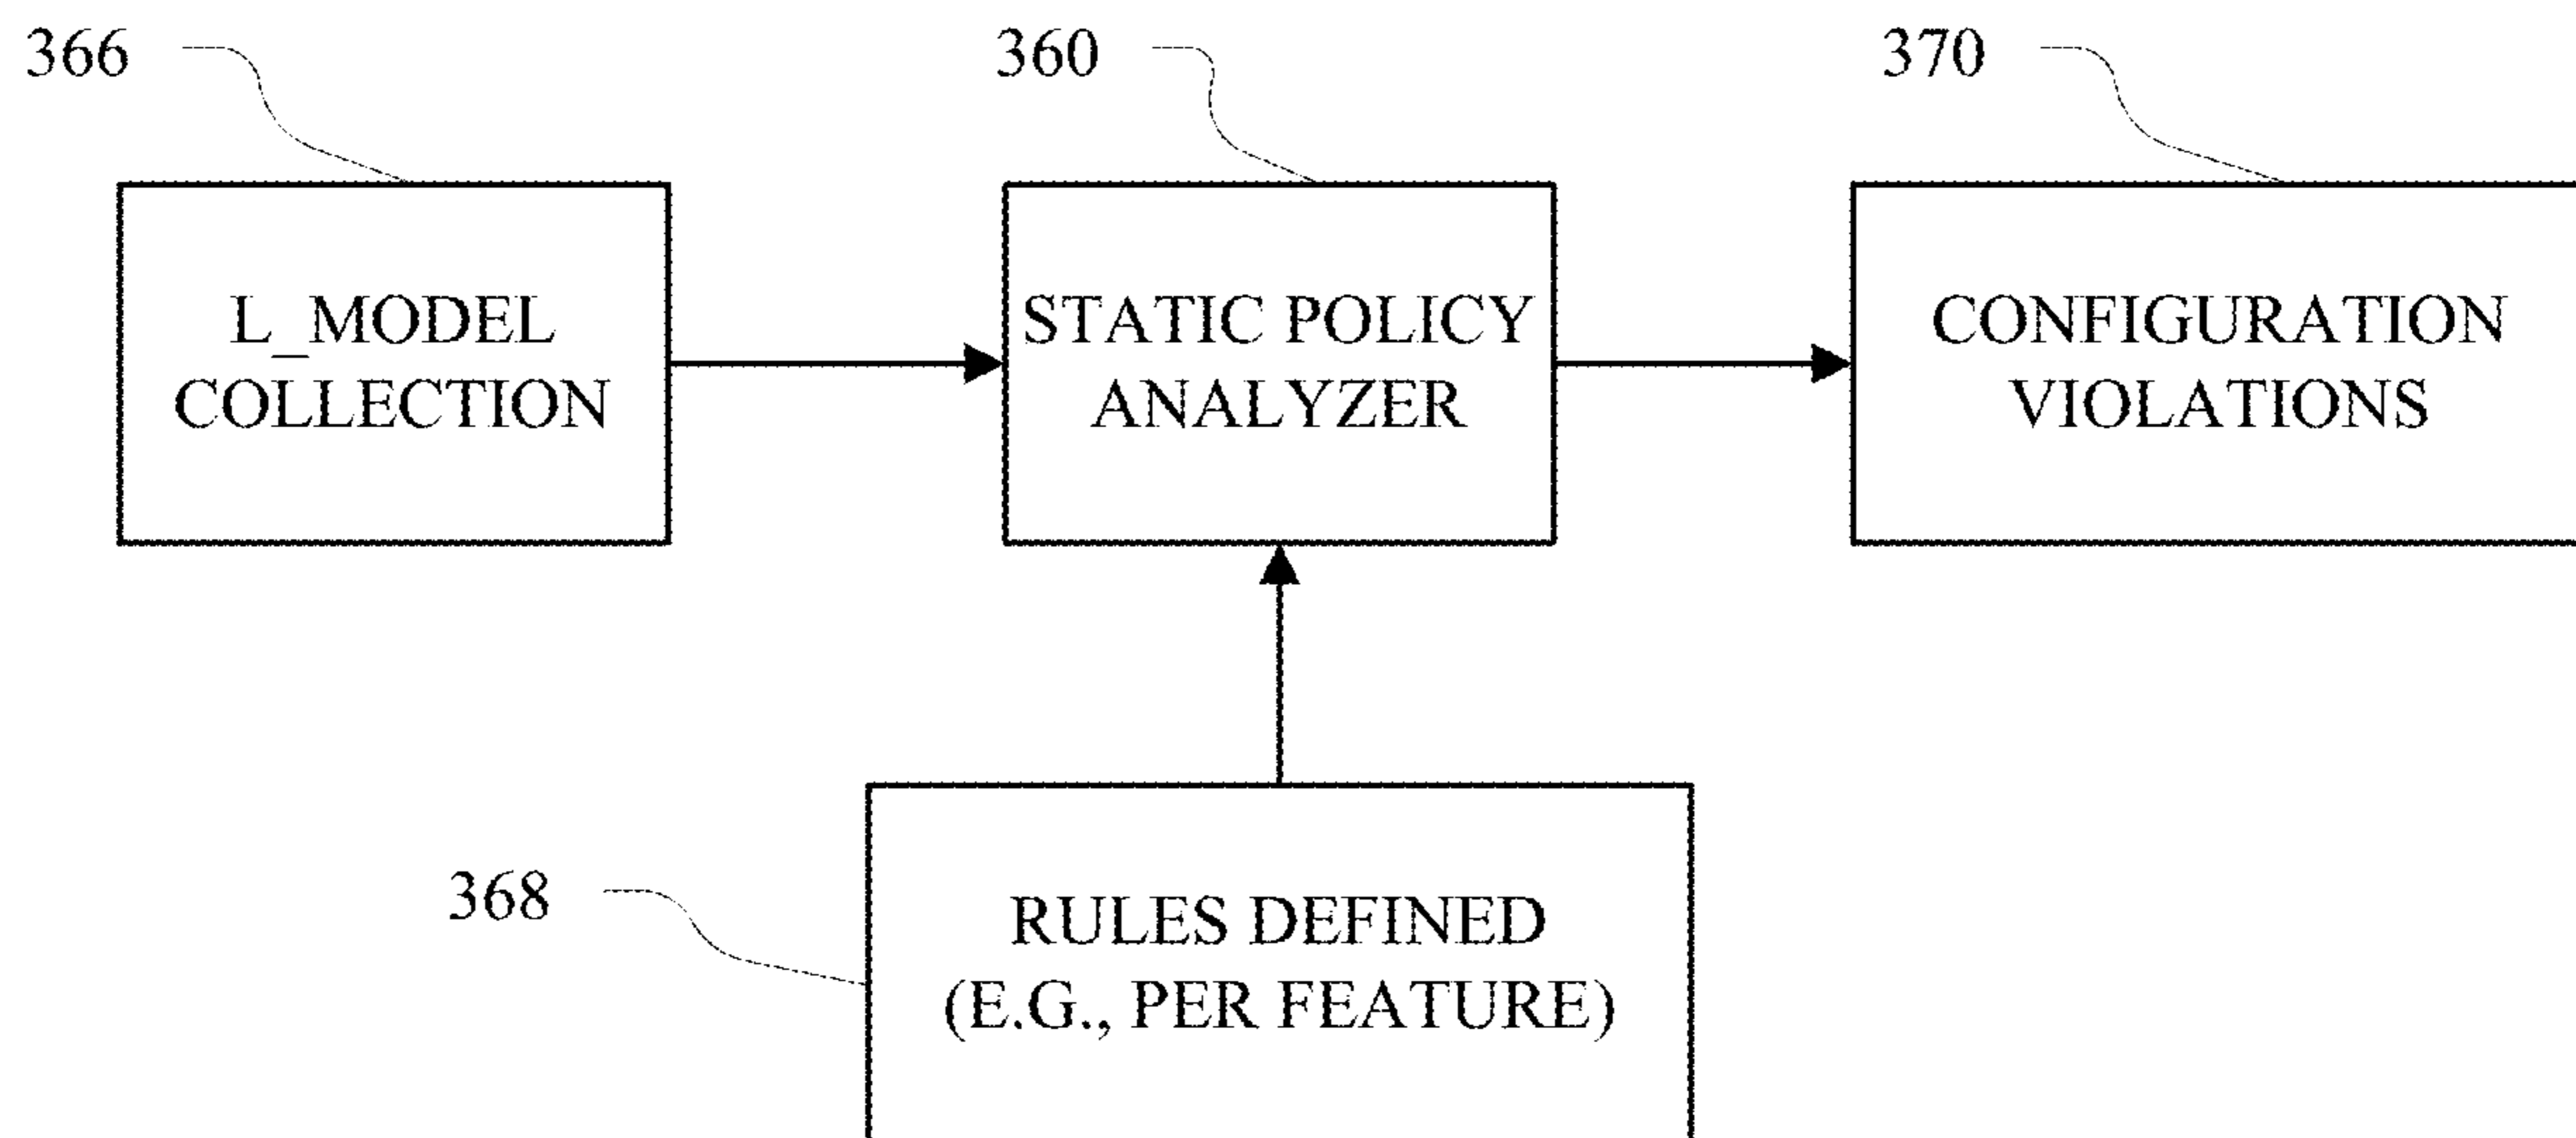 366
360
370
L_MODEL
COLLECTION
STATIC POLICY
ANALYZER
CONFIGURATION
VIOLATIONS
368
RULES DEFINED
(E.G., PER FEATURE)